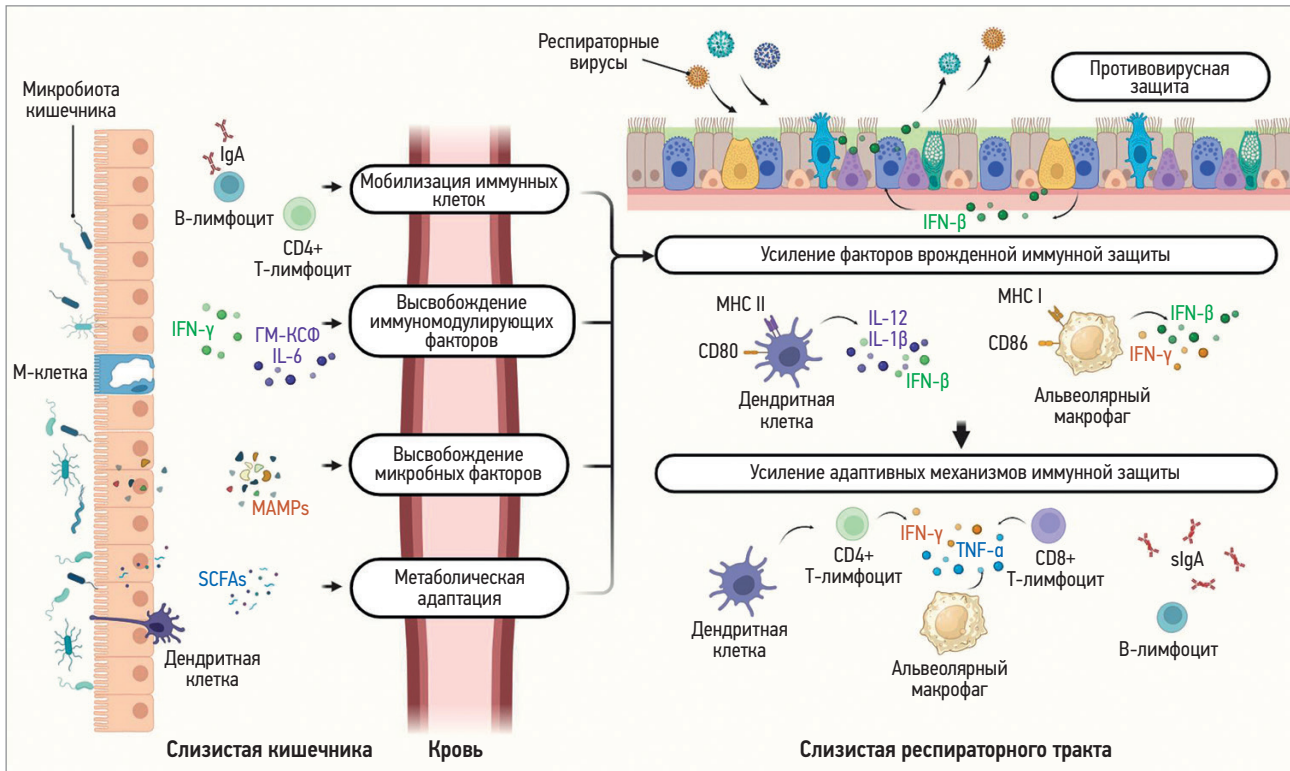 Микробиота
кишечника
IgA
В-лимфоцит
CD4+
Т-лимфоцит
IFN-γ
ГМ-КСФ
IL-6
М-клетка
MAMPs
SCFAs
Дендритная
клетка
Слизистая кишечника
Мобилизация иммунных
клеток
Высвобождение
иммуномодулирующих
факторов
Высвобождение
микробных факторов
Метаболическая
адаптация
Кровь
Респираторные
вирусы
Противовирусная
защита
IFN-β
Усиление факторов врожденной иммунной защиты
MHC II
CD80
IL-12
IL-1β
IFN-β
Дендритная
клетка
MHC I
CD86
IFN-β
IFN-γ
Альвеолярный
макрофаг
Усиление адаптивных механизмов иммунной защиты
Дендритная
клетка
CD4+
Т-лимфоцит
IFN-γ
TNF-α
CD8+
Т-лимфоцит
Альвеолярный
макрофаг
sIgA
В-лимфоцит
Слизистая респираторного тракта